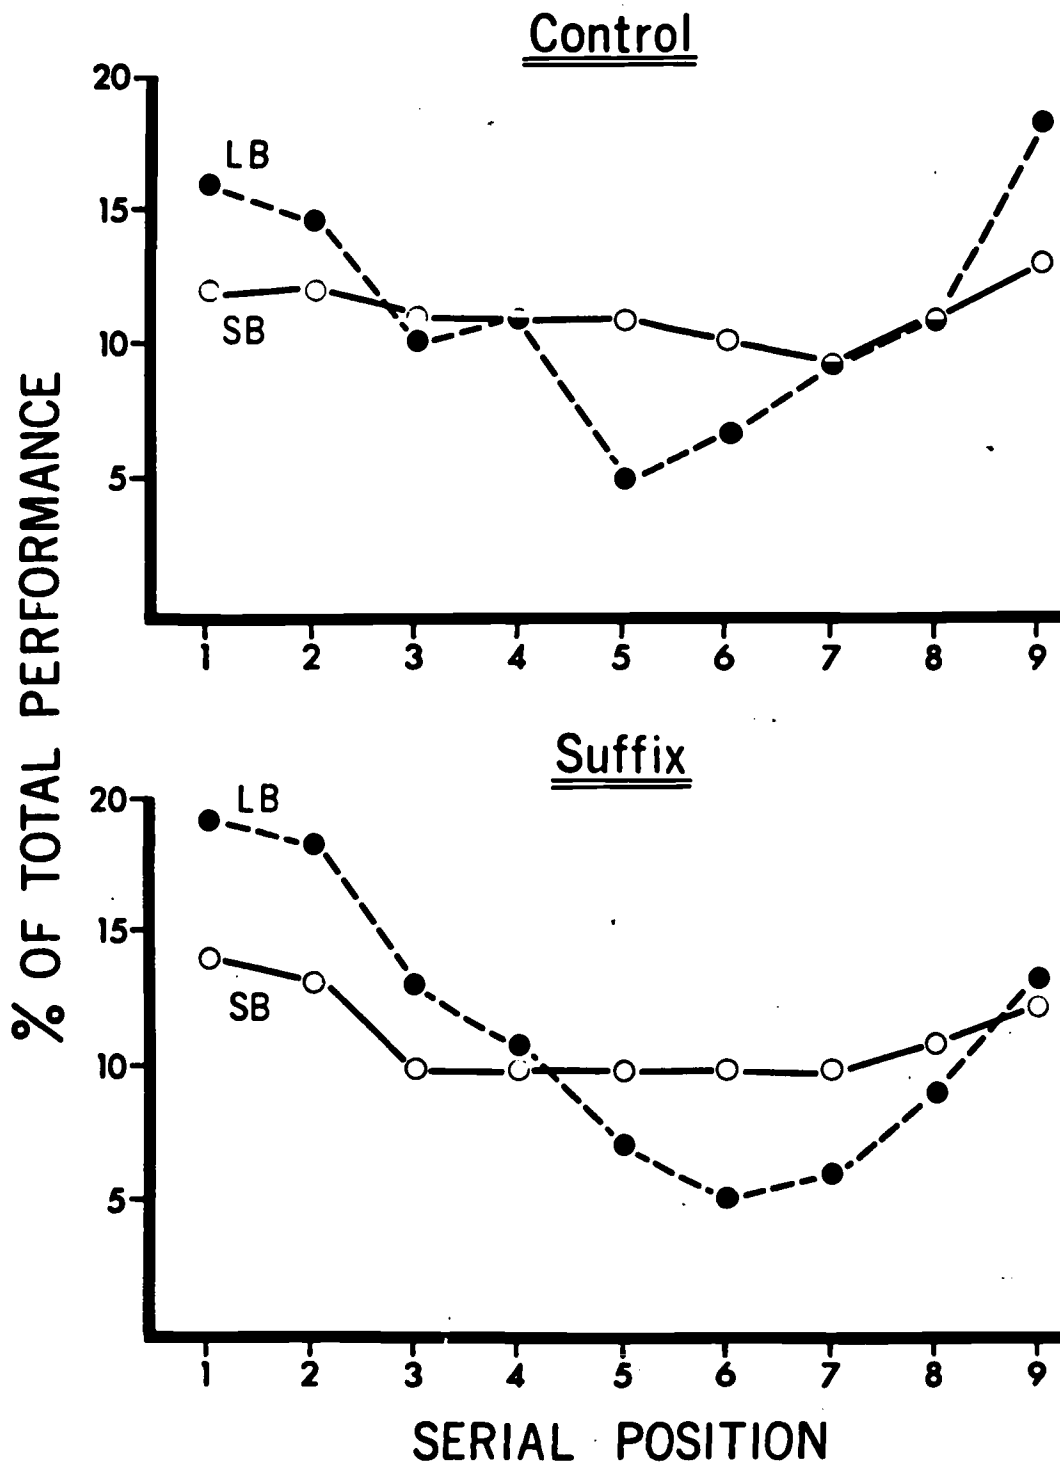 Control
20
LB
15
SB
10
5
1 2 3 4 5 6 7 8 9
% OF TOTAL PERFORMANCE
Suffix
20
LB
15
SB
10
5
1 2 3 4 5 6 7 8 9
SERIAL POSITION